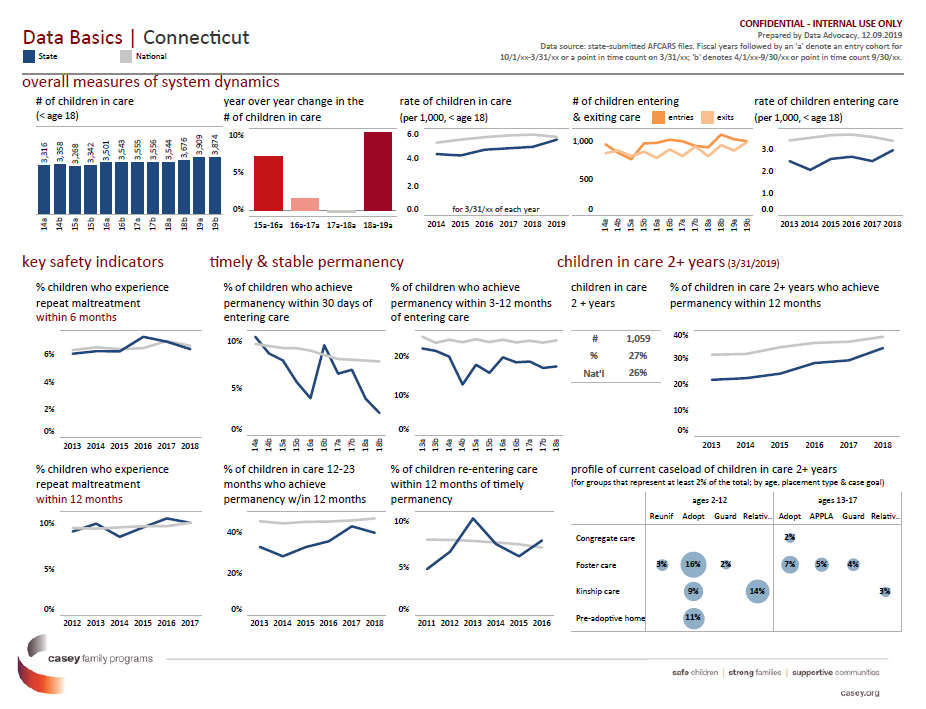 CONFIDENTIAL - INTERNAL USE ONLY
Data Basics | Connecticut
Prepared by Data Advocacy, 12.09.2019
State National
Data source: state-submitted AFCARS files. Fiscal years followed by an 'a' denote an entry cohort for
10/1/xx-3/31/xx or a point in time count on 3/31/xx; 'b' denotes 4/1/xx-9/30/xx or point in time count 9/30/xx.
overall measures of system dynamics
# of children in care
(< age 18)
3,316 3,358 3,268 3,342 3,501 3,543 3,555 3,556 3,544 3,676 3,909 3,874
14a 14b 15a 15b 16a 16b 17a 17b 18a 18b 19a 19b
year over year change in the
# of children in care
10%
5%
0%
15a-16a 16a-17a 17a-18a 18a-19a
rate of children in care
(per 1,000, < age 18)
6.0
4.0
2.0
0.0
for 3/31/xx of each year
2014 2015 2016 2017 2018 2019
# of children entering
& exiting care entries exits
1,000
500
0
14a 14b 15a 15b 16a 16b 17a 17b 18a 18b 19a 19b
rate of children entering care
(per 1,000, < age 18)
3.0
2.0
1.0
0.0
2013 2014 2015 2016 2017 2018
key safety indicators
% children who experience
repeat maltreatment
within 6 months
6%
4%
2%
0%
2013 2014 2015 2016 2017 2018
% children who experience
repeat maltreatment
within 12 months
10%
5%
0%
2012 2013 2014 2015 2016 2017
timely & stable permanency
% of children who achieve
permanency within 30 days of
entering care
10%
5%
0%
14a 14b 15a 15b 16a 16b 17a 17b 18a 18b
% of children who achieve
permanency within 3-12 months
of entering care
20%
10%
0%
13a 13b 14a 14b 15a 15b 16a 16b 17a 17b 18a
% of children in care 12-23
months who achieve
permanency w/in 12 months
40%
20%
0%
2013 2014 2015 2016 2017 2018
% of children re-entering care
within 12 months of timely
permanency
10%
5%
0%
2011 2012 2013 2014 2015 2016
children in care 2+ years (3/31/2019)
children in care
2 + years
# 1,059
% 27%
Nat'l 26%
% of children in care 2+ years who achieve
permanency within 12 months
40%
30%
20%
10%
0%
2013 2014 2015 2016 2017 2018
profile of current caseload of children in care 2+ years
(for groups that represent at least 2% of the total; by age, placement type & case goal)
ages 2-12 ages 13-17
Reunif Adopt Guard Relativ.. Adopt APPLA Guard Relativ..
Congregate care 2%
Foster care 3% 16% 2% 7% 5% 4%
Kinship care 9% 14% 3%
Pre-adoptive home 11%
casey family programs
safe children | strong families | supportive communities
casey.org